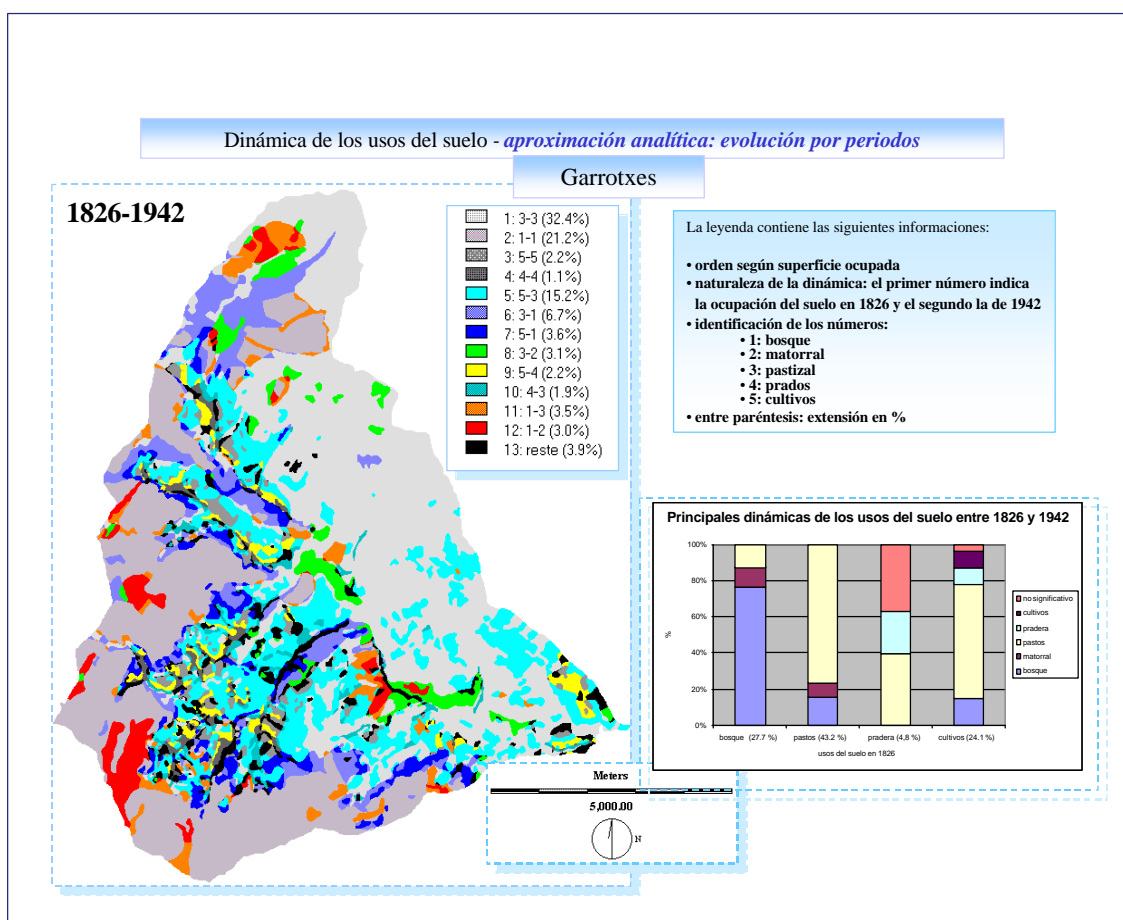 Dinámica de los usos del suelo - aproximación analítica: evolución por periodos
Garrotxes
1826-1942
1: 3-3 (32.4%)
2: 1-1 (21.2%)
3: 5-5 (2.2%)
4: 4-4 (1.1%)
5: 5-3 (15.2%)
6: 3-1 (6.7%)
7: 5-1 (3.6%)
8: 3-2 (3.1%)
9: 5-4 (2.2%)
10: 4-3 (1.9%)
11: 1-3 (3.5%)
12: 1-2 (3.0%)
13: reste (3.9%)
La leyenda contiene las siguientes informaciones:
• orden según superficie ocupada
• naturaleza de la dinámica: el primer número indica
la ocupación del suelo en 1826 y el segundo la de 1942
• identificación de los números:
• 1: bosque
• 2: matorral
• 3: pastizal
• 4: prados
• 5: cultivos
• entre paréntesis: extensión en %
Principales dinámicas de los usos del suelo entre 1826 y 1942
100%
80%
60%
40%
20%
0%
%
bosque (27.7 %) pastos (43.2 %) pradera (4,8 %) cultivos (24.1 %)
usos del suelo en 1826
no significativo
cultivos
pradera
pastos
matorral
bosque
Meters
5,000.00
N